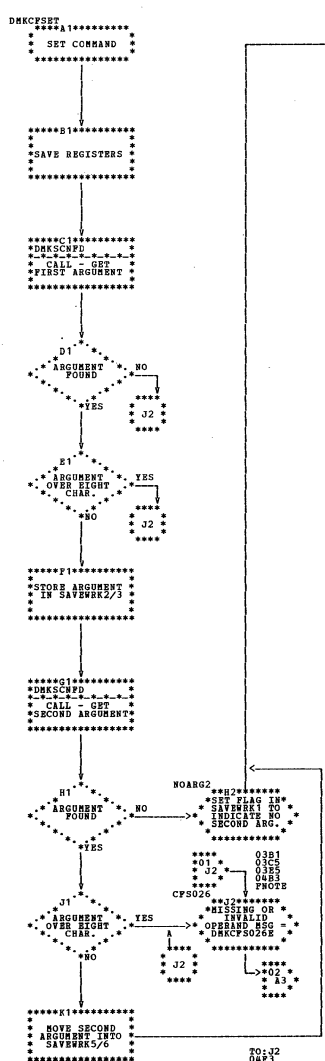 DMKCFSET
A1
SET COMMAND
B1
SAVE REGISTERS
C1
DMKSCNFD
CALL - GET
FIRST ARGUMENT
D1
ARGUMENT
FOUND
NO
J2
YES
E1
ARGUMENT
OVER EIGHT
CHAR.
YES
J2
NO
F1
STORE ARGUMENT
IN SAVEWRK2/3
G1
DMKSCNFD
CALL - GET
SECOND ARGUMENT
H1
ARGUMENT
FOUND
NO
YES
NOARG2
H2
SET FLAG IN
SAVEWRK1 TO
INDICATE NO
SECOND ARG.
01
J2
03B1
03C5
03E5
04B3
FNOTE
CFS026
J1
ARGUMENT
OVER EIGHT
CHAR.
YES
A
J2
NO
J2
MISSING OR
INVALID
OPERAND MSG =
DMKCFS026E
02
A3
K1
MOVE SECOND
ARGUMENT INTO
SAVEWRK5/6
TO:J2
04F3